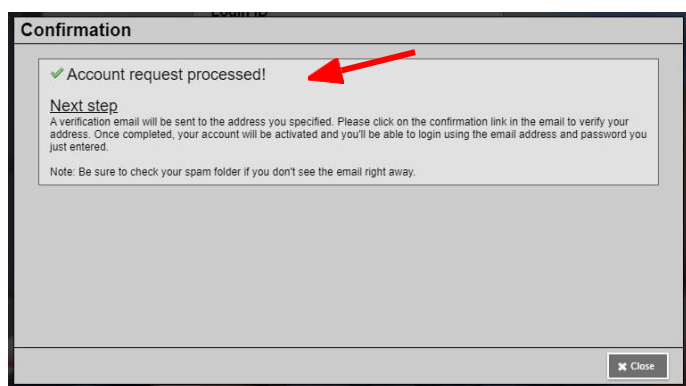 Login ID
Confirmation
Account request processed!
Next step
A verification email will be sent to the address you specified. Please click on the confirmation link in the email to verify your
address. Once completed, your account will be activated and you'll be able to login using the email address and password you
just entered.
Note: Be sure to check your spam folder if you don't see the email right away.
Close